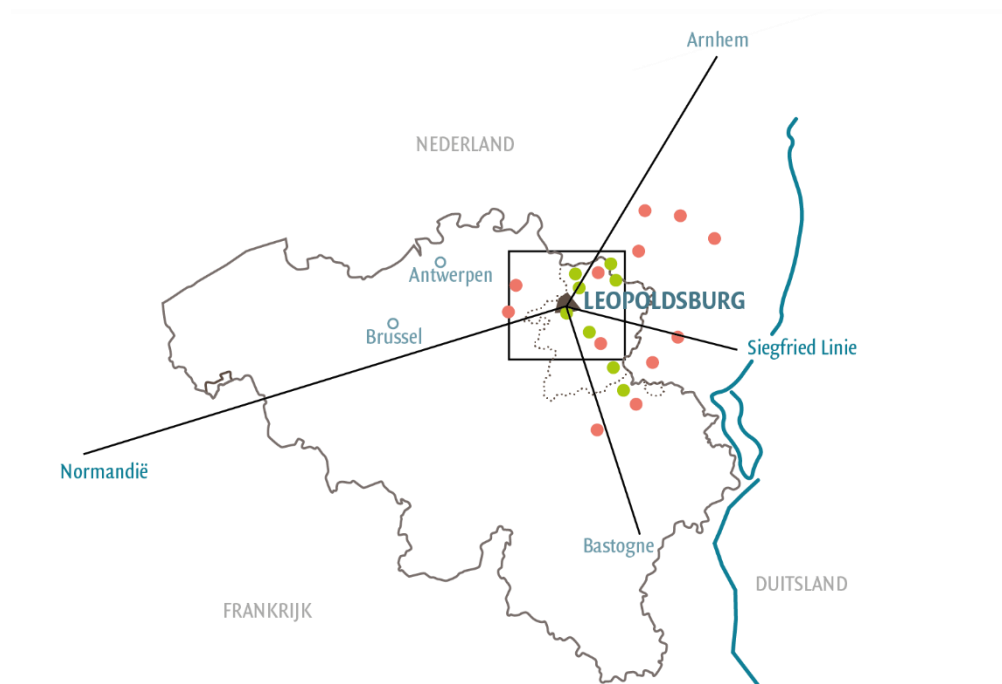 Arnhem
NEDERLAND
Antwerpen
LEOPOLDSBURG
Brussel
Siegfried Linie
Normandië
Bastogne
DUITSLAND
FRANKRIJK